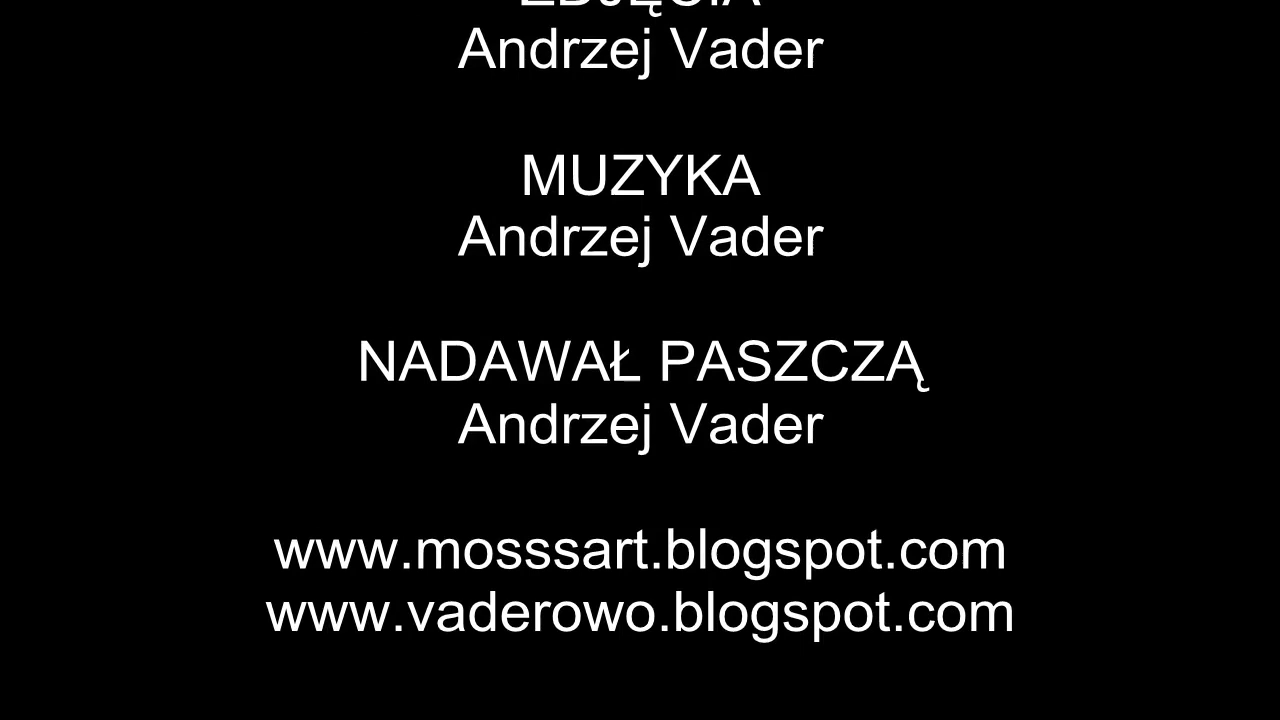 Andrzej Vader
MUZYKA
Andrzej Vader
NADAWAŁ PASZCZĄ
Andrzej Vader
www.mosssart.blogspot.com
www.vaderowo.blogspot.com